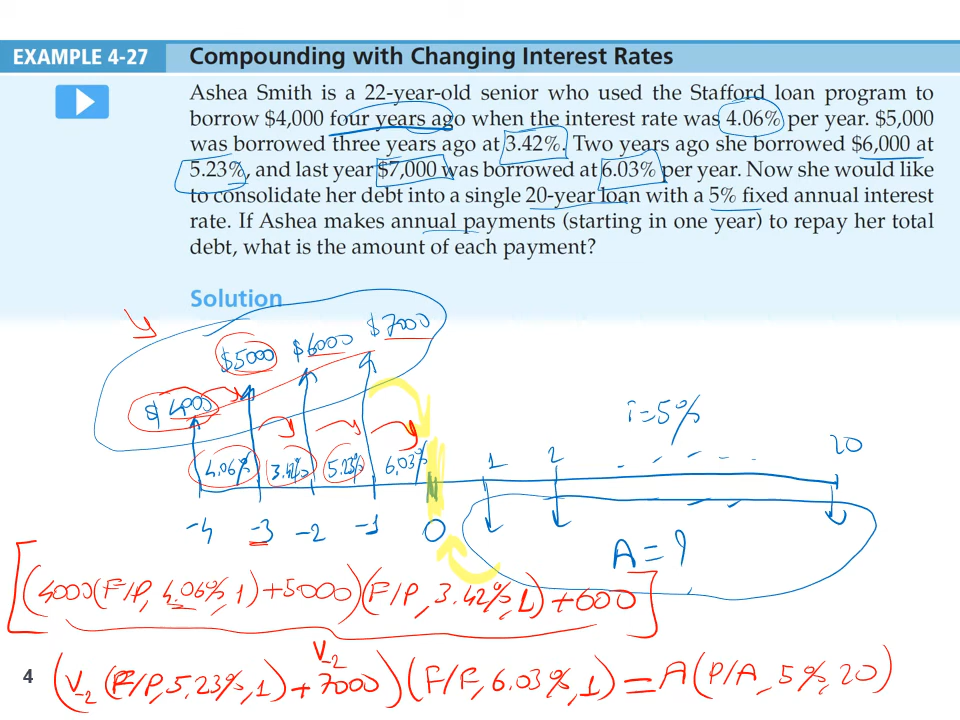 EXAMPLE 4-27 Compounding with Changing Interest Rates
Ashea Smith is a 22-year-old senior who used the Stafford loan program to
borrow $4,000 four years ago when the interest rate was 4.06% per year. $5,000
was borrowed three years ago at 3.42%. Two years ago she borrowed $6,000 at
5.23%, and last year $7,000 was borrowed at 6.03% per year. Now she would like
to consolidate her debt into a single 20-year loan with a 5% fixed annual interest
rate. If Ashea makes annual payments (starting in one year) to repay her total
debt, what is the amount of each payment?
Solution
$7000
$6000
$5000
$4000
i=5%
4.06% 3.42% 5.23% 6.03% 1 2 20
-4 -3 -2 -1 0
A = ?
[(4000(F/P, 4.06%, 1)+5000)(F/P, 3.42%, 1)+600]
V-2
4 (V-2 (F/P, 5.23%, 1)+7000)(F/P, 6.03%, 1) = A(P/A, 5%, 20)